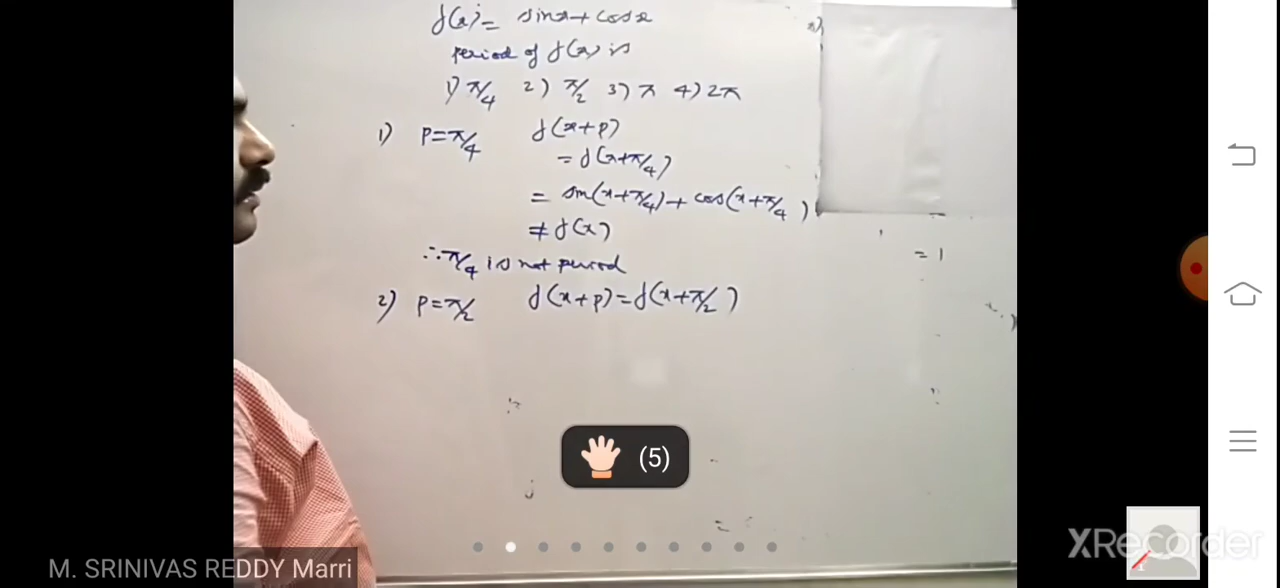 f(x) = sinx + cosx
period of f(x) is
1) π/4 2) π/2 3) π 4) 2π
1) P=π/4 f(x+p)
= f(x+π/4)
= sin(x+π/4) + cos(x+π/4)
≠ f(x)
∴ π/4 is not period
2) P=π/2 f(x+p) = f(x+π/2)
= 1
(5)
M. SRINIVAS REDDY Marri
XRecorder